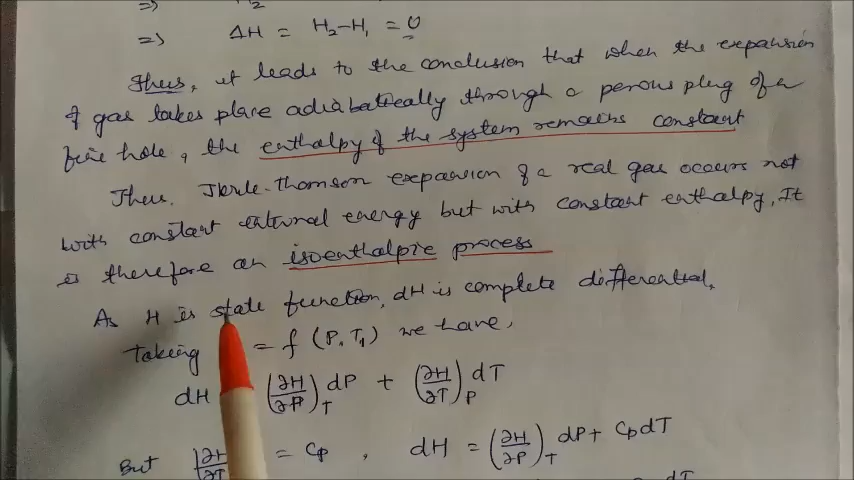 =>
=> ΔH = H₂-H₁ = 0
Thus, it leads to the conclusion that when the expansion
of gas takes place adiabatically through a porous plug of a
fine hole, the enthalpy of the system remains constant
Thus. Joule-Thomson expansion of a real gas occurs not
with constant internal energy but with constant enthalpy, It
is therefore an isoenthalpic process
As H is state function, dH is complete differential.
Taking = f (P, T,) we have,
dH (∂H/∂P)_T dP + (∂H/∂T)_P dT
But (∂H/∂T = Cp , dH = (∂H/∂P)_T dP + CpdT
dT